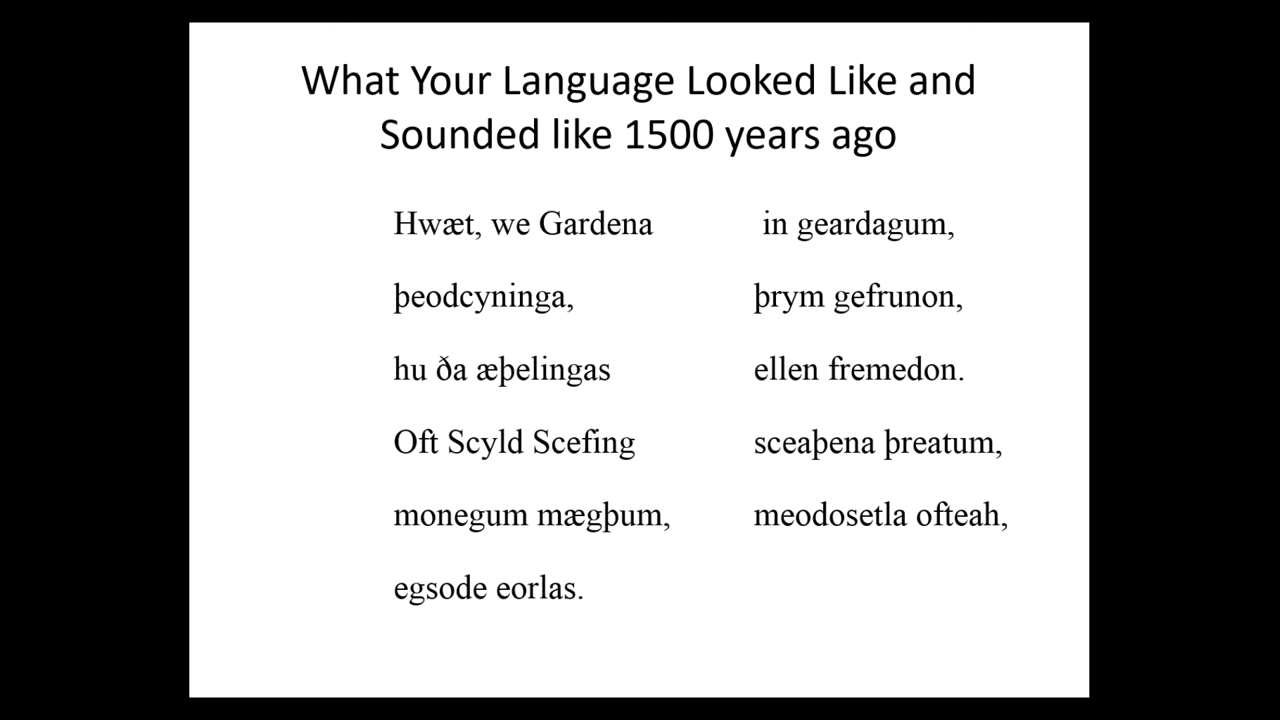 What Your Language Looked Like and
Sounded like 1500 years ago
Hwæt, we Gardena in geardagum,
þeodcyninga, þrym gefrunon,
hu ða æþelingas ellen fremedon.
Oft Scyld Scefing sceaþena þreatum,
monegum mægþum, meodosetla ofteah,
egsode eorlas.